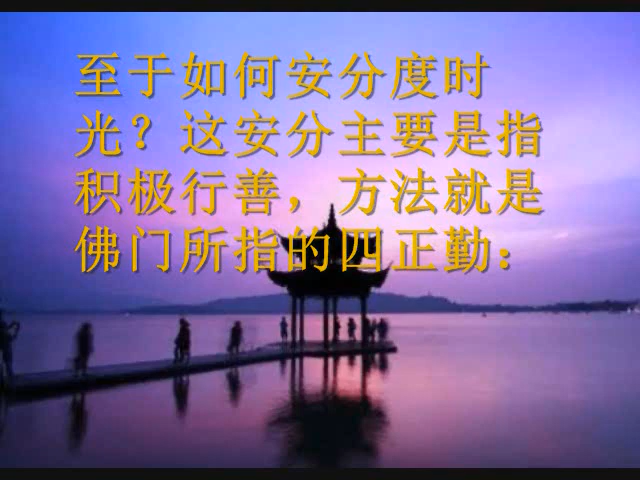 至于如何安分度时
光？这安分主要是指
积极行善，方法就是
佛门所指的四正勤：